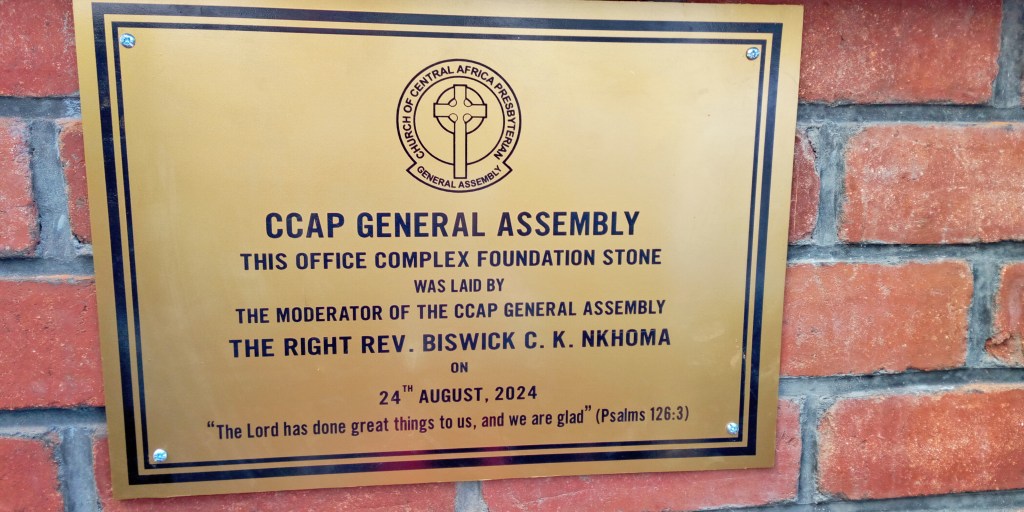 CHURCH OF CENTRAL AFRICA PRESBYTERIAN
GENERAL ASSEMBLY
CCAP GENERAL ASSEMBLY
THIS OFFICE COMPLEX FOUNDATION STONE
WAS LAID BY
THE MODERATOR OF THE CCAP GENERAL ASSEMBLY
THE RIGHT REV. BISWICK C. K. NKHOMA
ON
24TH AUGUST, 2024
"The Lord has done great things to us, and we are glad" (Psalms 126:3)